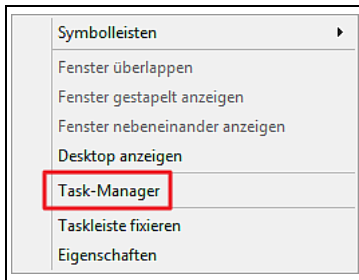 Symbolleisten
Fenster überlappen
Fenster gestapelt anzeigen
Fenster nebeneinander anzeigen
Desktop anzeigen
Task-Manager
Taskleiste fixieren
Eigenschaften